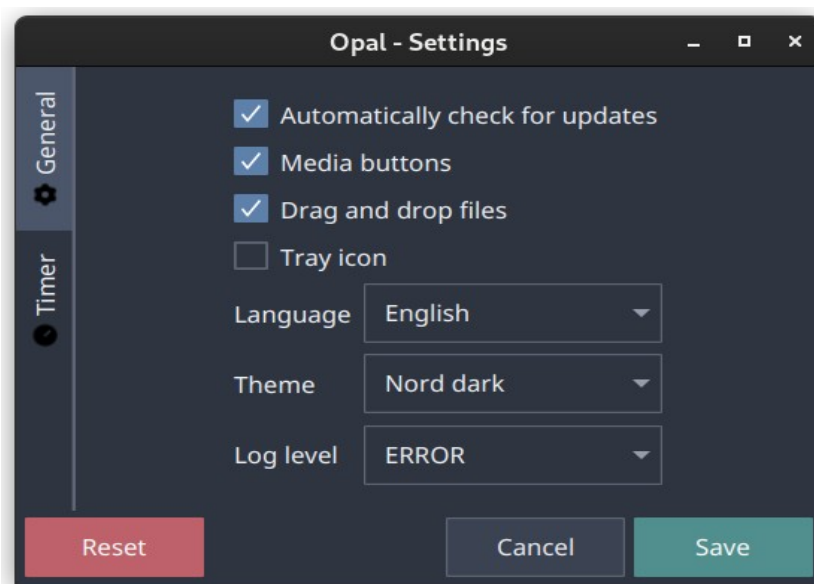 Opal - Settings
General
Timer
Automatically check for updates
Media buttons
Drag and drop files
Tray icon
Language English
Theme Nord dark
Log level ERROR
Reset Cancel Save